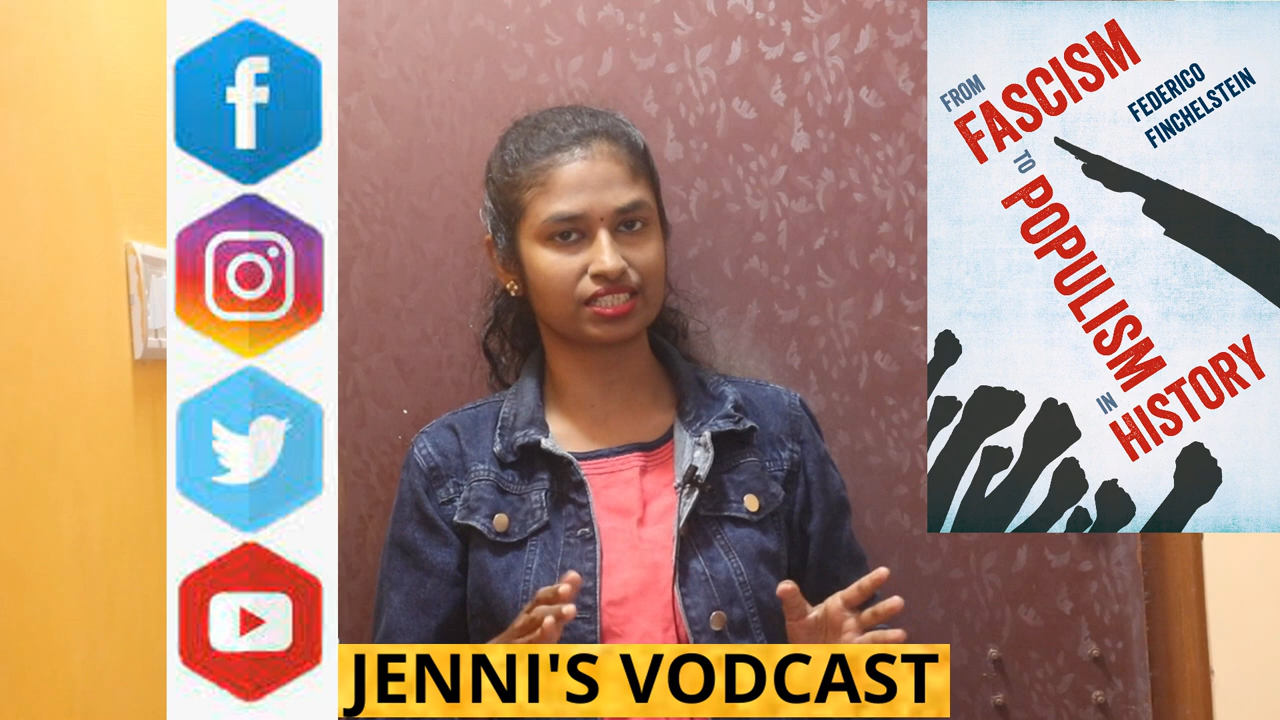 FROM
FASCISM
TO
POPULISM
IN
HISTORY
FEDERICO
FINCHELSTEIN
JENNI'S VODCAST